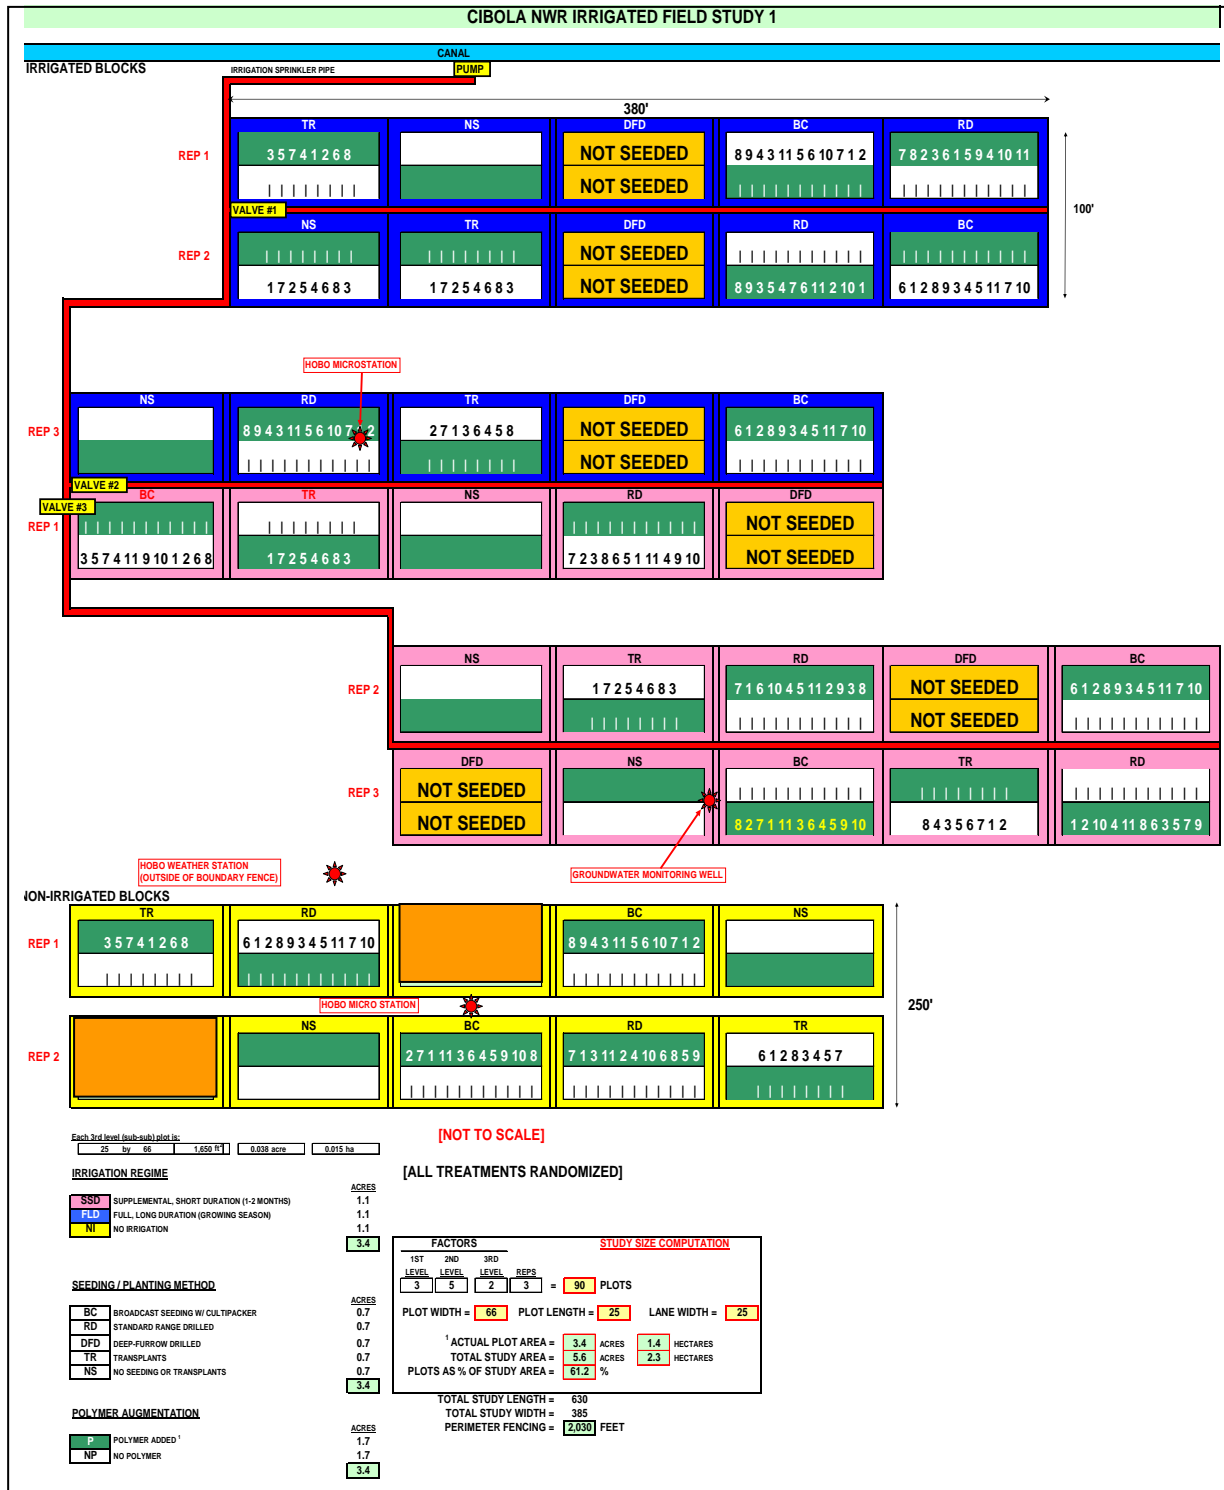 CIBOLA NWR IRRIGATED FIELD STUDY 1
CANAL
IRRIGATED BLOCKS
IRRIGATION SPRINKLER PIPE
PUMP
380'
TR NS DFD BC RD
REP 1
3 5 7 4 1 2 6 8
NOT SEEDED
8 9 4 3 11 5 6 10 7 1 2
7 8 2 3 6 1 5 9 4 10 11
NOT SEEDED
VALVE #1
100'
NS TR DFD RD BC
REP 2
NOT SEEDED
1 7 2 5 4 6 8 3
1 7 2 5 4 6 8 3
NOT SEEDED
8 9 3 5 4 7 6 11 2 10 1
6 1 2 8 9 3 4 5 11 7 10
HOBO MICROSTATION
NS RD TR DFD BC
REP 3
8 9 4 3 11 5 6 10 7 1 2
2 7 1 3 6 4 5 8
NOT SEEDED
6 1 2 8 9 3 4 5 11 7 10
NOT SEEDED
VALVE #2
VALVE #3
BC TR NS RD DFD
REP 1
NOT SEEDED
3 5 7 4 11 9 10 1 2 6 8
1 7 2 5 4 6 8 3
7 2 3 8 6 5 1 11 4 9 10
NOT SEEDED
NS TR RD DFD BC
REP 2
1 7 2 5 4 6 8 3
7 1 6 10 4 5 11 2 9 3 8
NOT SEEDED
6 1 2 8 9 3 4 5 11 7 10
NOT SEEDED
DFD NS BC TR RD
REP 3
NOT SEEDED
NOT SEEDED
8 2 7 1 11 3 6 4 5 9 10
8 4 3 5 6 7 1 2
1 2 10 4 11 8 6 3 5 7 9
HOBO WEATHER STATION
(OUTSIDE OF BOUNDARY FENCE)
GROUNDWATER MONITORING WELL
NON-IRRIGATED BLOCKS
TR RD BC NS
REP 1
3 5 7 4 1 2 6 8
6 1 2 8 9 3 4 5 11 7 10
8 9 4 3 11 5 6 10 7 1 2
HOBO MICRO STATION
250'
NS BC RD TR
REP 2
2 7 1 11 3 6 4 5 9 10 8
7 1 3 11 2 4 10 6 8 5 9
6 1 2 8 3 4 5 7
Each 3rd level (sub-sub) plot is:
25 by 66 1,650 ft² 0.038 acre 0.015 ha
[NOT TO SCALE]
[ALL TREATMENTS RANDOMIZED]
IRRIGATION REGIME
ACRES
SSD SUPPLEMENTAL, SHORT DURATION (1-2 MONTHS) 1.1
FLD FULL, LONG DURATION (GROWING SEASON) 1.1
NI NO IRRIGATION 1.1
3.4
SEEDING / PLANTING METHOD
ACRES
BC BROADCAST SEEDING W/ CULTIPACKER 0.7
RD STANDARD RANGE DRILLED 0.7
DFD DEEP-FURROW DRILLED 0.7
TR TRANSPLANTS 0.7
NS NO SEEDING OR TRANSPLANTS 0.7
3.4
POLYMER AUGMENTATION
ACRES
P POLYMER ADDED ¹ 1.7
NP NO POLYMER 1.7
3.4
FACTORS STUDY SIZE COMPUTATION
1ST 2ND 3RD
LEVEL LEVEL LEVEL REPS
3 5 2 3 = 90 PLOTS
PLOT WIDTH = 66 PLOT LENGTH = 25 LANE WIDTH = 25
¹ ACTUAL PLOT AREA = 3.4 ACRES 1.4 HECTARES
TOTAL STUDY AREA = 5.6 ACRES 2.3 HECTARES
PLOTS AS % OF STUDY AREA = 61.2 %
TOTAL STUDY LENGTH = 630
TOTAL STUDY WIDTH = 385
PERIMETER FENCING = 2,030 FEET